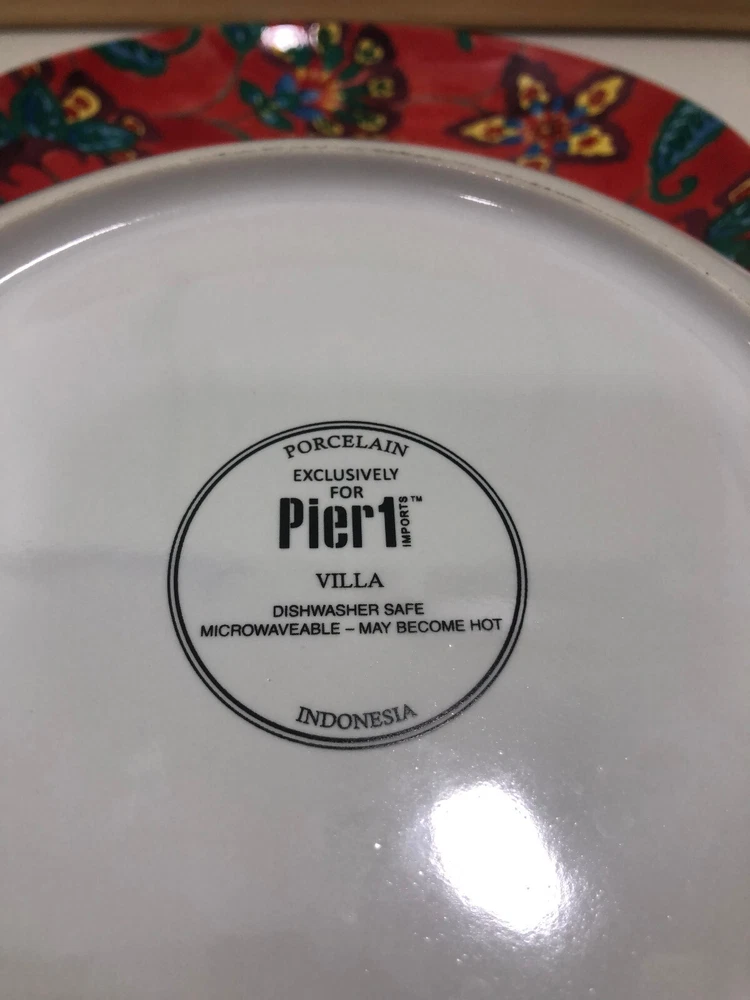 PORCELAIN
EXCLUSIVELY
FOR
Pier1 IMPORTS™
VILLA
DISHWASHER SAFE
MICROWAVEABLE – MAY BECOME HOT
INDONESIA